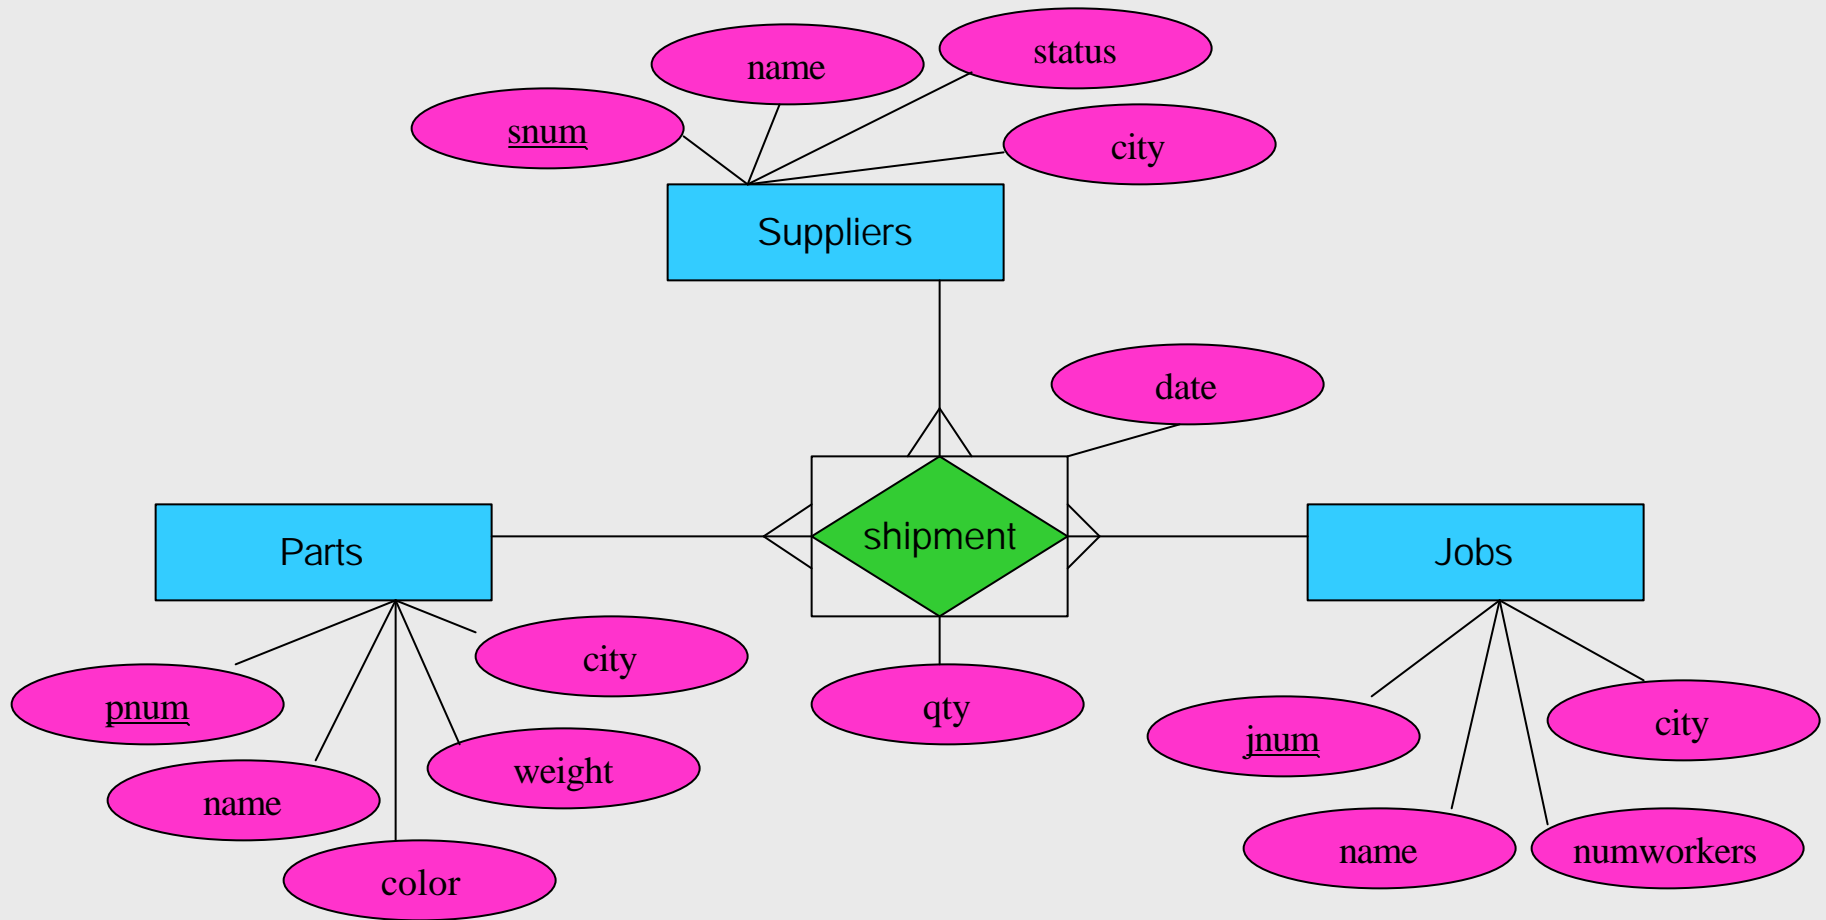 status
name
snum
city
Suppliers
date
shipment
Parts
Jobs
city
pnum
qty
city
jnum
weight
name
name
numworkers
color